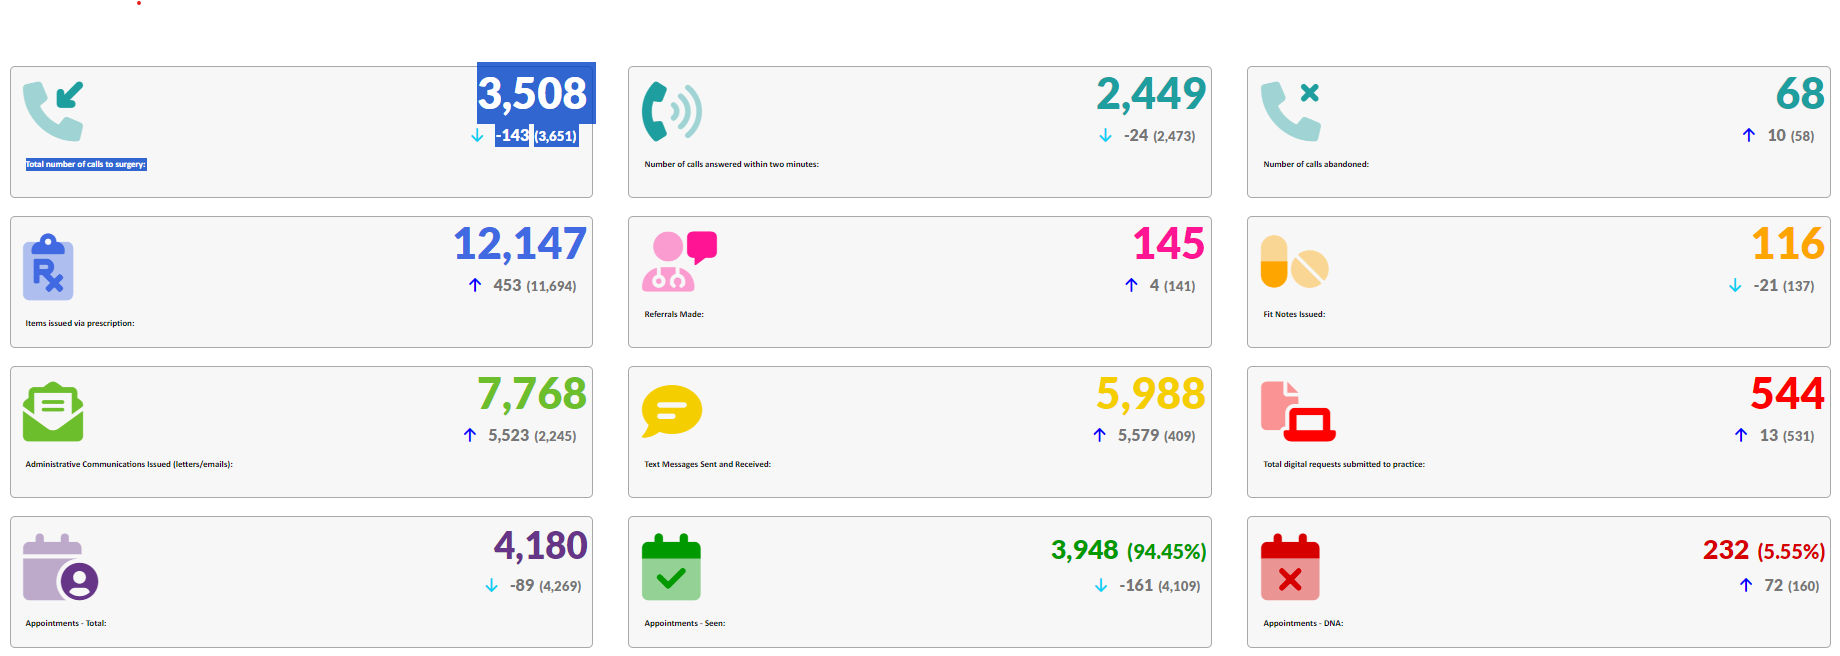 3,508
-143 (3,651)
Total number of calls to surgery:
2,449
-24 (2,473)
Number of calls answered within two minutes:
68
10 (58)
Number of calls abandoned:
Rx
12,147
453 (11,694)
Items issued via prescription:
145
4 (141)
Referrals Made:
116
-21 (137)
Fit Notes Issued:
7,768
5,523 (2,245)
Administrative Communications Issued (letters/emails):
5,988
5,579 (409)
Text Messages Sent and Received:
544
13 (531)
Total digital requests submitted to practice:
4,180
-89 (4,269)
Appointments - Total:
3,948 (94.45%)
-161 (4,109)
Appointments - Seen:
232 (5.55%)
72 (160)
Appointments - DNA: